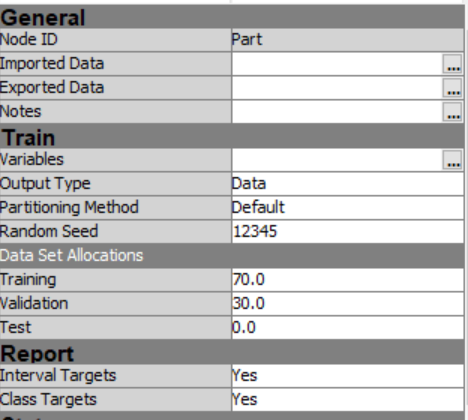 General
Node ID Part
Imported Data ...
Exported Data ...
Notes ...
Train
Variables ...
Output Type Data
Partitioning Method Default
Random Seed 12345
Data Set Allocations
Training 70.0
Validation 30.0
Test 0.0
Report
Interval Targets Yes
Class Targets Yes